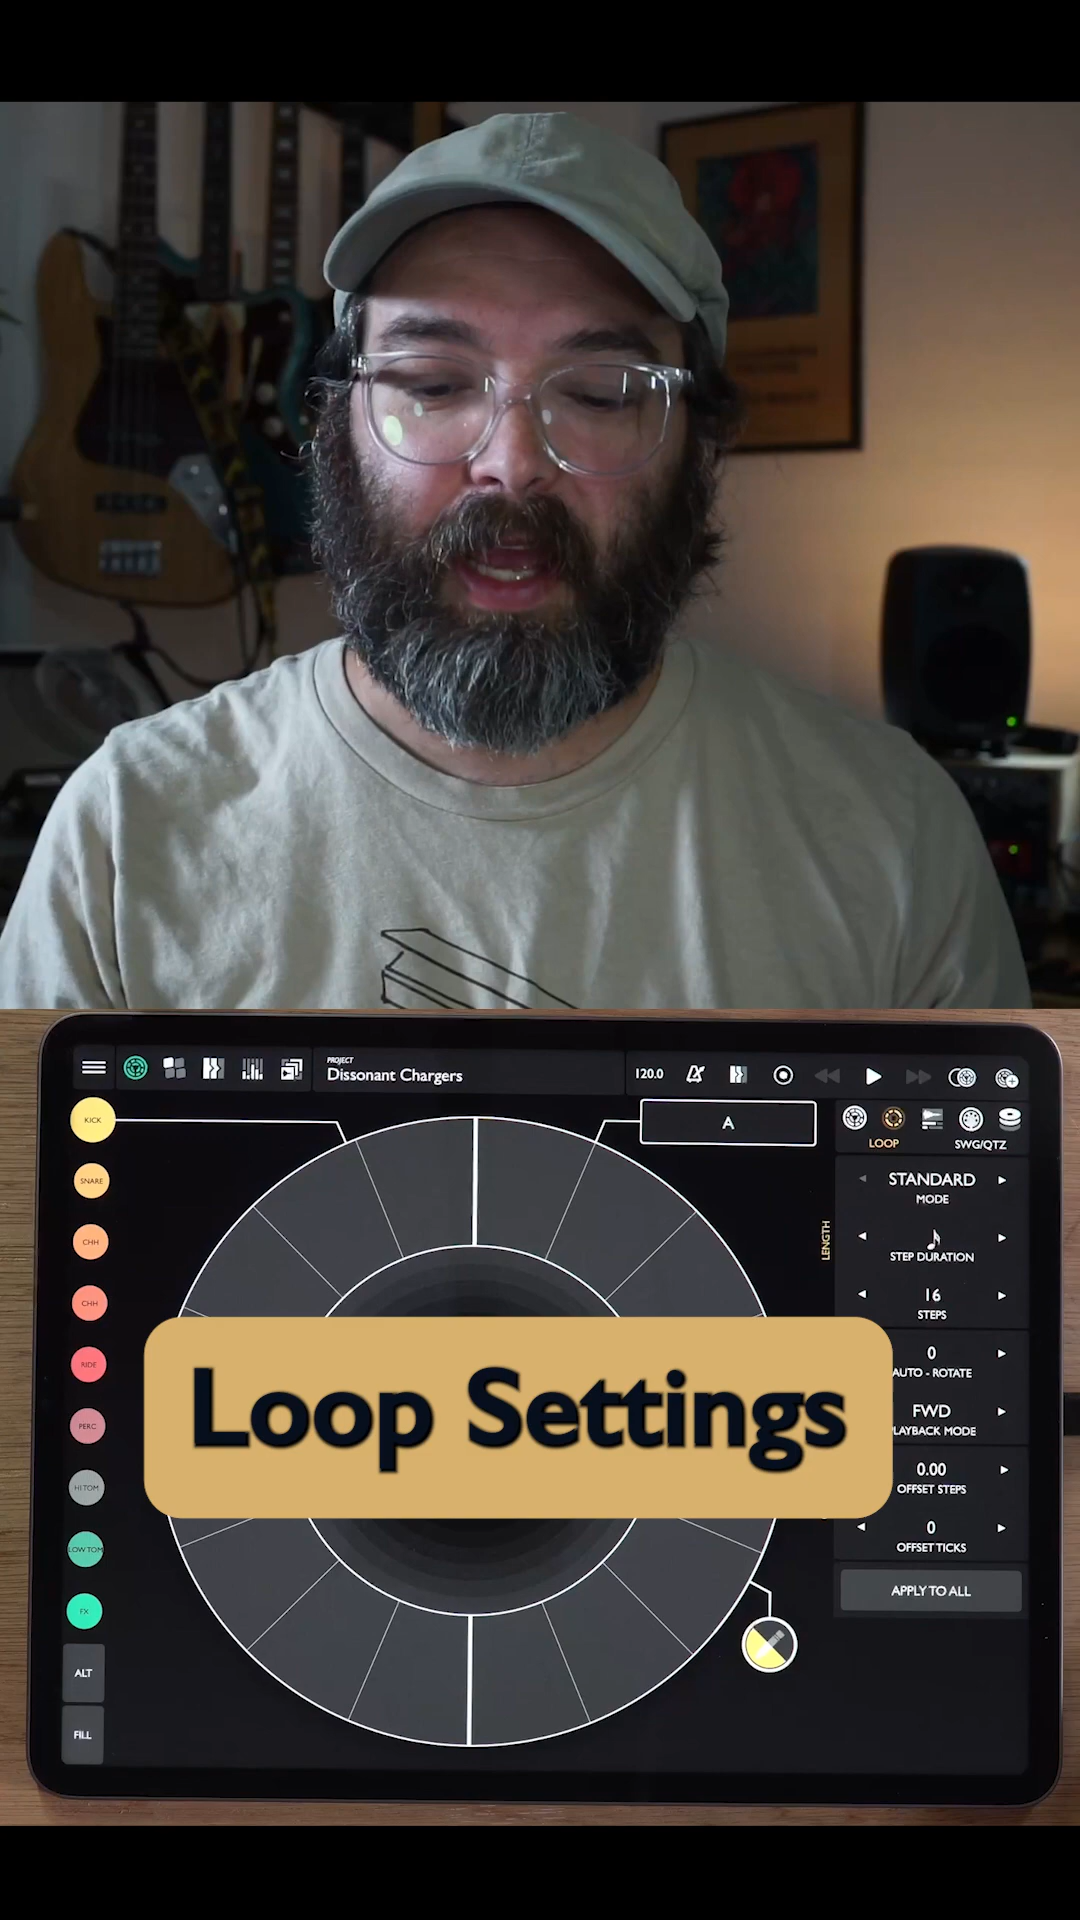 PROJECT
Dissonant Chargers
120.0
KICK
A
LOOP
SWG/QTZ
SNARE
STANDARD
MODE
LENGTH
CHH
STEP DURATION
16
STEPS
CHH
0
AUTO - ROTATE
RIDE
Loop Settings
FWD
PLAYBACK MODE
PERC
0.00
OFFSET STEPS
HI TOM
0
OFFSET TICKS
LOW TOM
APPLY TO ALL
FX
ALT
FILL